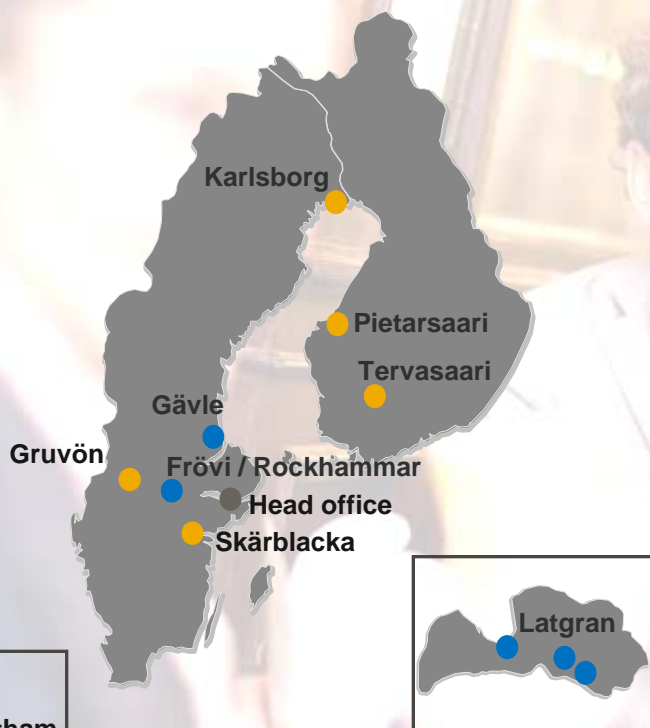 Karlsborg
Pietarsaari
Tervasaari
Gävle
Gruvön
Frövi / Rockhammar
Head office
Skärblacka
Latgran